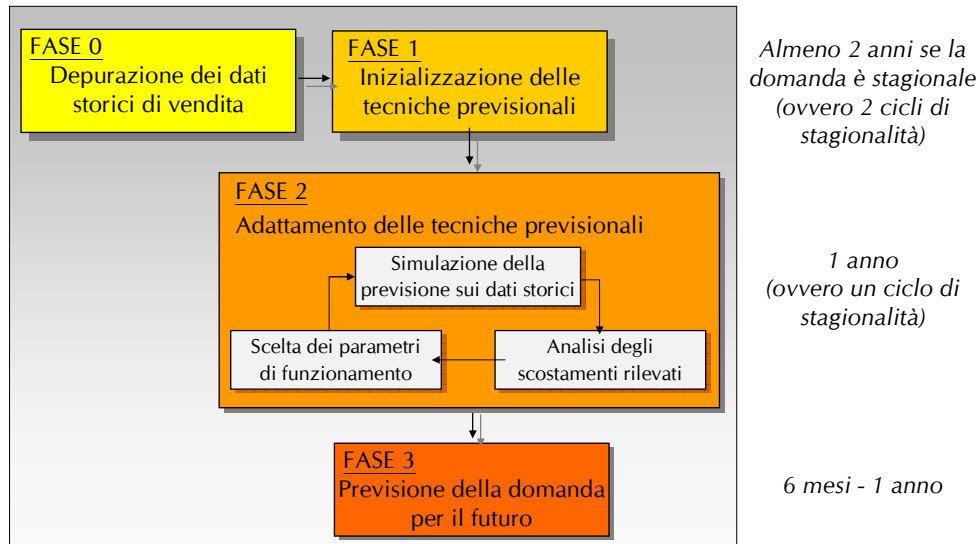 FASE 0
Depurazione dei dati
storici di vendita
FASE 1
Inizializzazione delle
tecniche previsionali
Almeno 2 anni se la
domanda è stagionale
(ovvero 2 cicli di
stagionalità)
FASE 2
Adattamento delle tecniche previsionali
Simulazione della
previsione sui dati storici
Scelta dei parametri
di funzionamento
Analisi degli
scostamenti rilevati
1 anno
(ovvero un ciclo di
stagionalità)
FASE 3
Previsione della domanda
per il futuro
6 mesi - 1 anno